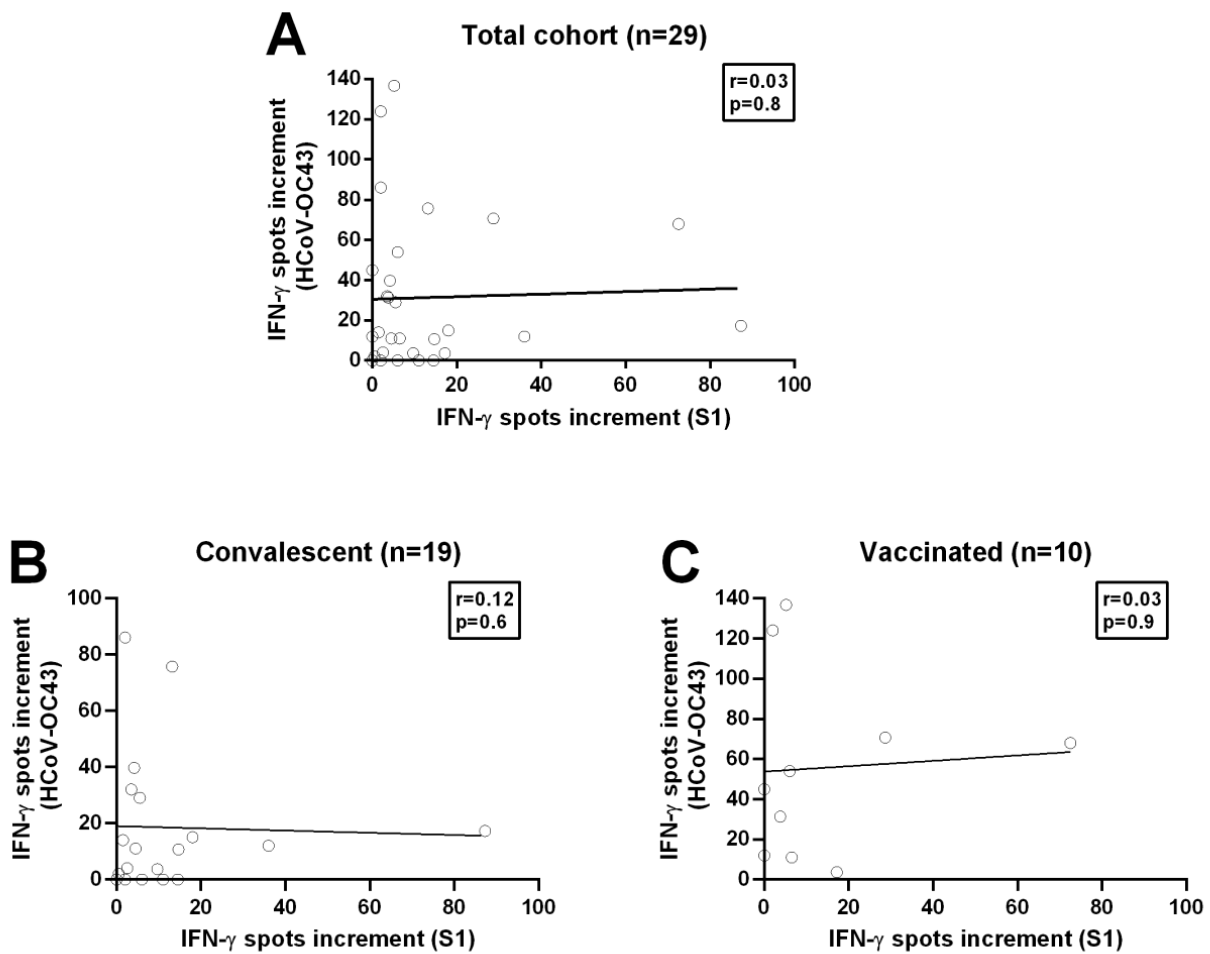 A
Total cohort (n=29)
r=0.03
p=0.8
IFN-γ spots increment
(HCoV-OC43)
140
120
100
80
60
40
20
0
0 20 40 60 80 100
IFN-γ spots increment (S1)
B
Convalescent (n=19)
r=0.12
p=0.6
IFN-γ spots increment
(HCoV-OC43)
100
80
60
40
20
0
0 20 40 60 80 100
IFN-γ spots increment (S1)
C
Vaccinated (n=10)
r=0.03
p=0.9
IFN-γ spots increment
(HCoV-OC43)
140
120
100
80
60
40
20
0
0 20 40 60 80 100
IFN-γ spots increment (S1)